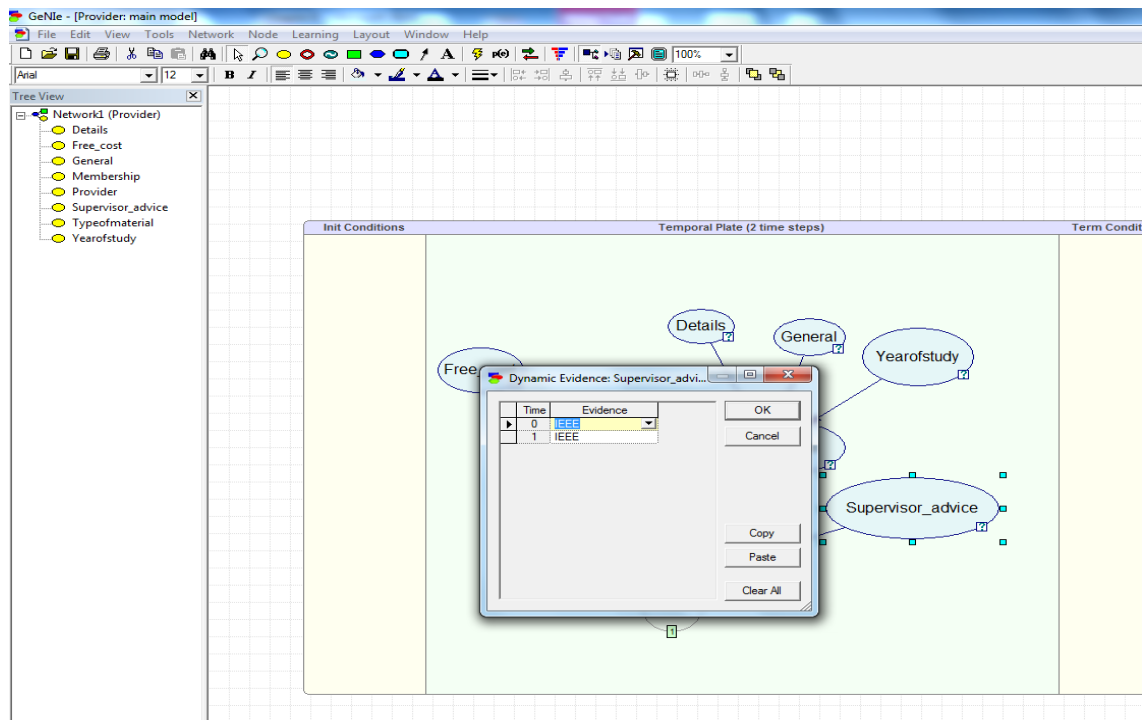 GeNIe - [Provider: main model]
File Edit View Tools Network Node Learning Layout Window Help
A P(e) 100%
Arial 12 B I A
Tree View
Network1 (Provider)
Details
Free_cost
General
Membership
Provider
Supervisor_advice
Typeofmaterial
Yearofstudy
Init Conditions Temporal Plate (2 time steps) Term Condit
Details
General
Yearofstudy
Free_
Dynamic Evidence: Supervisor_advi...
Time Evidence
0 IEEE
1 IEEE
OK
Cancel
Copy
Paste
Clear All
Supervisor_advice
1